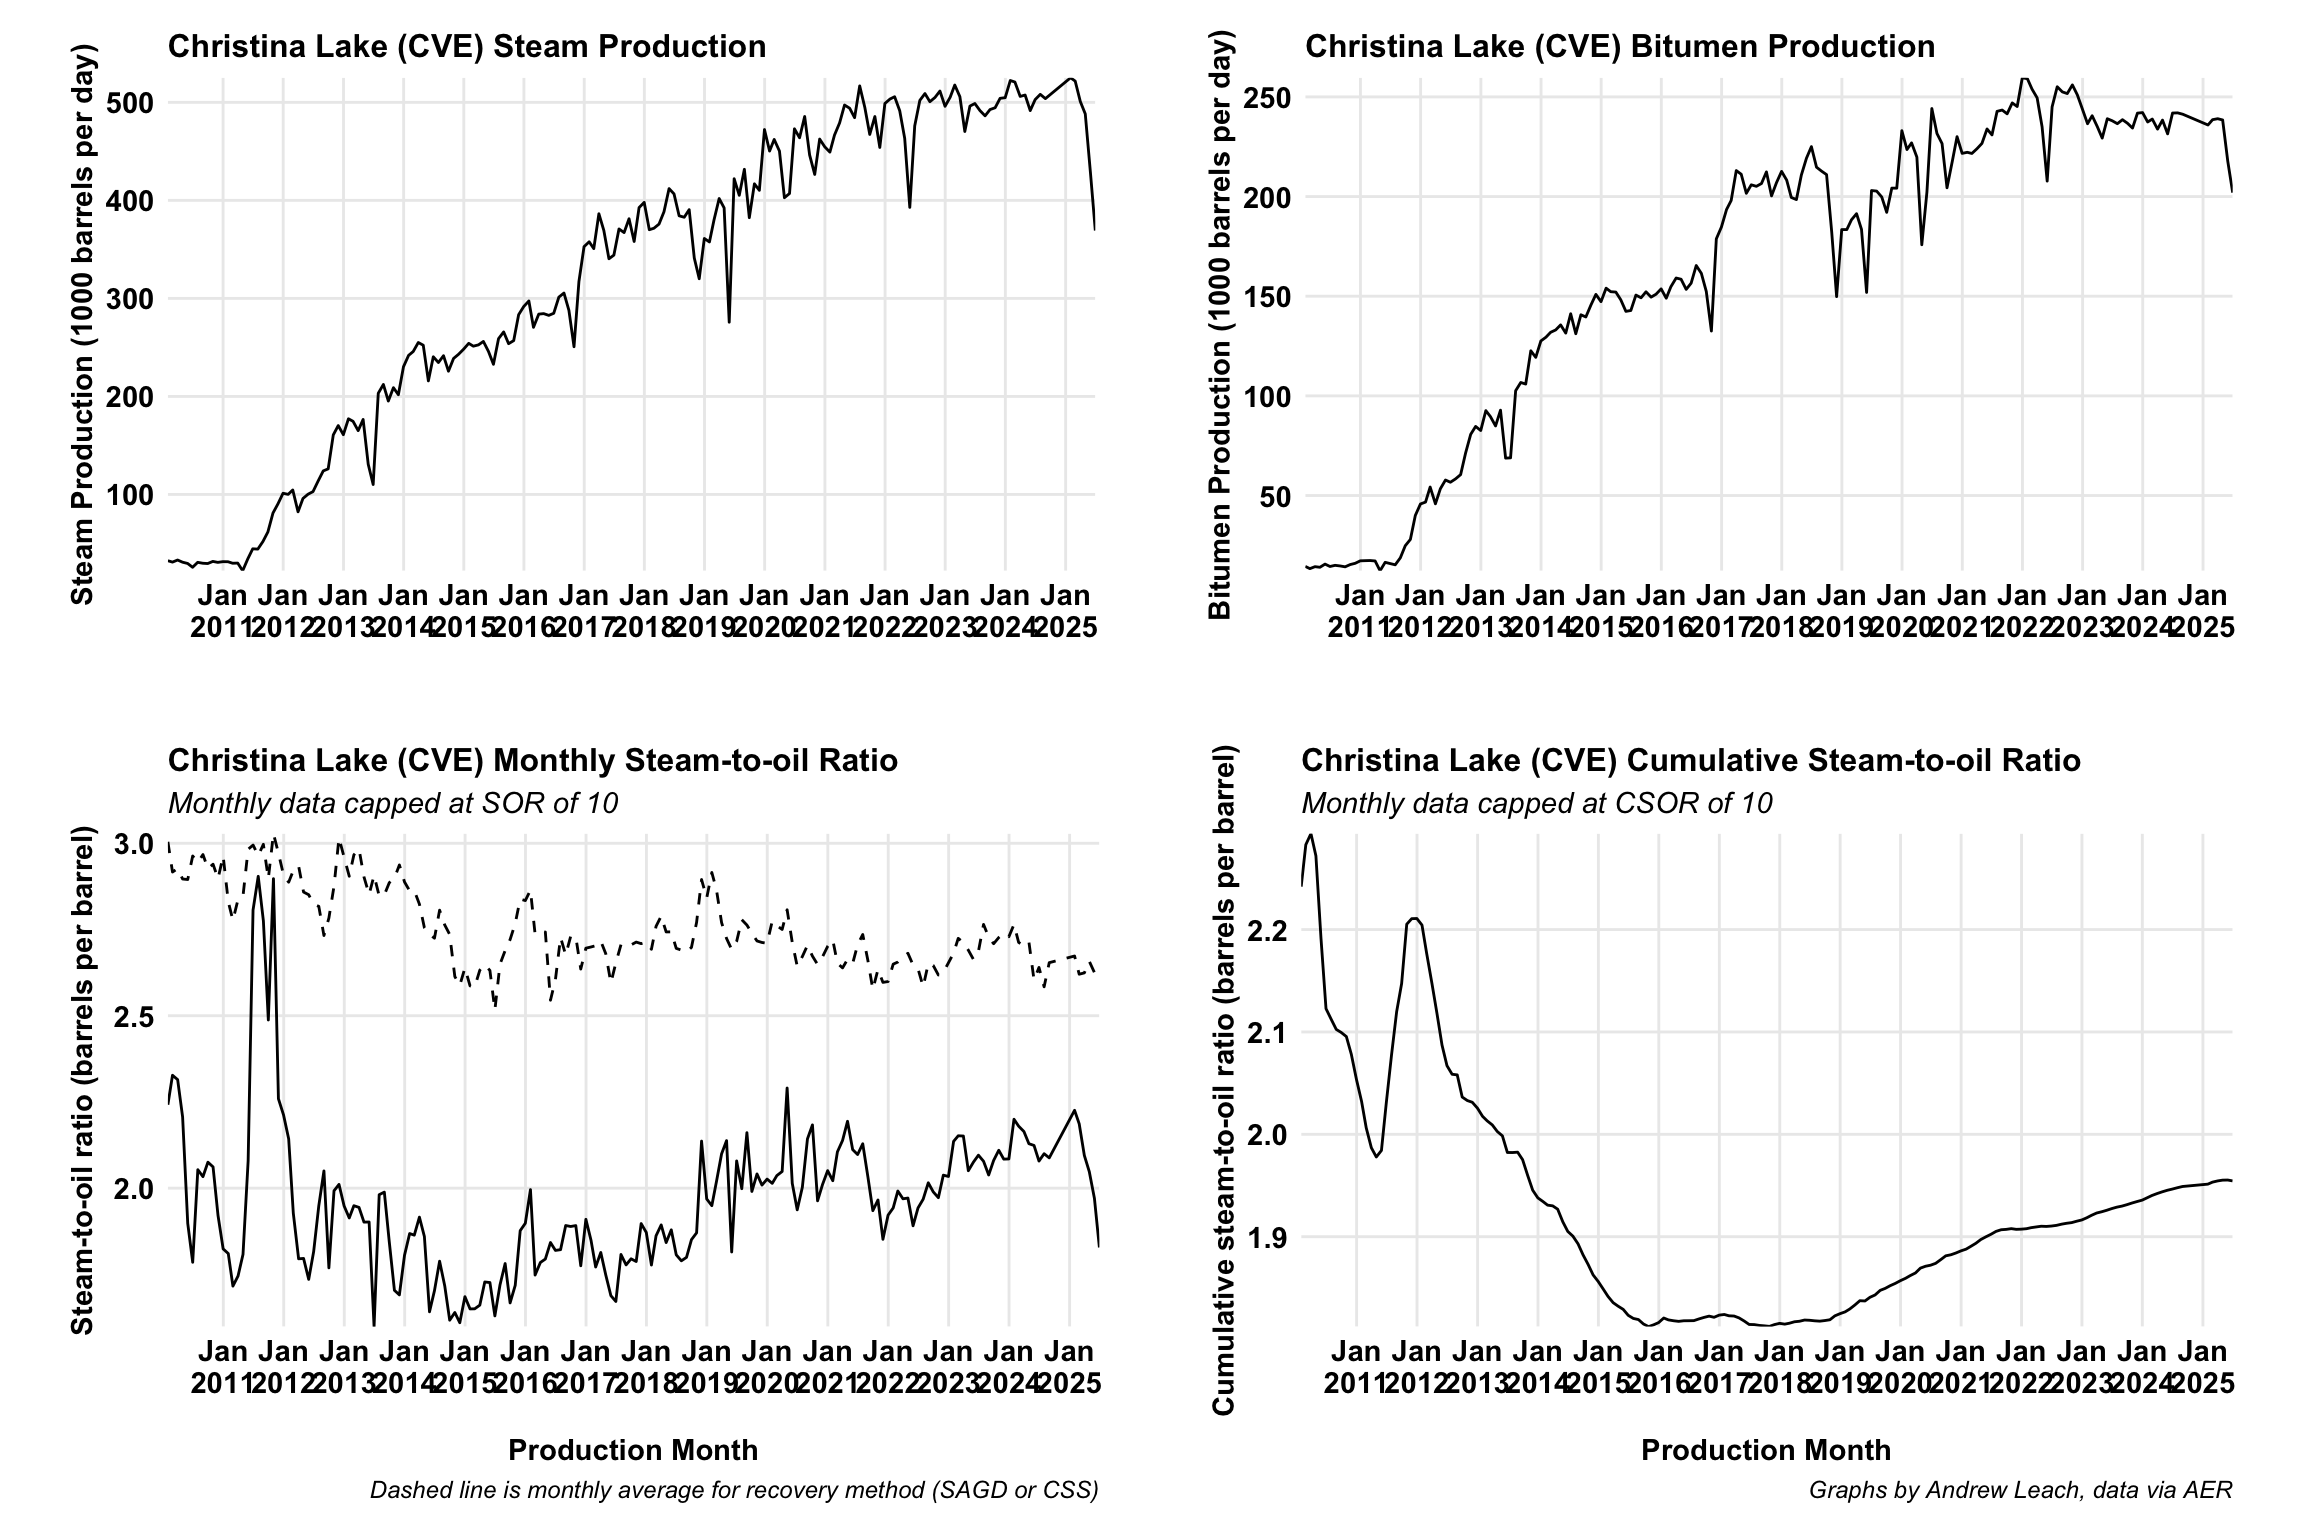 Christina Lake (CVE) Steam Production
Steam Production (1000 barrels per day)
500
400
300
200
100
Jan Jan Jan Jan Jan Jan Jan Jan Jan Jan Jan Jan Jan Jan Jan
2011 2012 2013 2014 2015 2016 2017 2018 2019 2020 2021 2022 2023 2024 2025
Christina Lake (CVE) Bitumen Production
Bitumen Production (1000 barrels per day)
250
200
150
100
50
Jan Jan Jan Jan Jan Jan Jan Jan Jan Jan Jan Jan Jan Jan Jan
2011 2012 2013 2014 2015 2016 2017 2018 2019 2020 2021 2022 2023 2024 2025
Christina Lake (CVE) Monthly Steam-to-oil Ratio
Monthly data capped at SOR of 10
Steam-to-oil ratio (barrels per barrel)
3.0
2.5
2.0
Jan Jan Jan Jan Jan Jan Jan Jan Jan Jan Jan Jan Jan Jan Jan
2011 2012 2013 2014 2015 2016 2017 2018 2019 2020 2021 2022 2023 2024 2025
Production Month
Dashed line is monthly average for recovery method (SAGD or CSS)
Christina Lake (CVE) Cumulative Steam-to-oil Ratio
Monthly data capped at CSOR of 10
Cumulative steam-to-oil ratio (barrels per barrel)
2.2
2.1
2.0
1.9
Jan Jan Jan Jan Jan Jan Jan Jan Jan Jan Jan Jan Jan Jan Jan
2011 2012 2013 2014 2015 2016 2017 2018 2019 2020 2021 2022 2023 2024 2025
Production Month
Graphs by Andrew Leach, data via AER